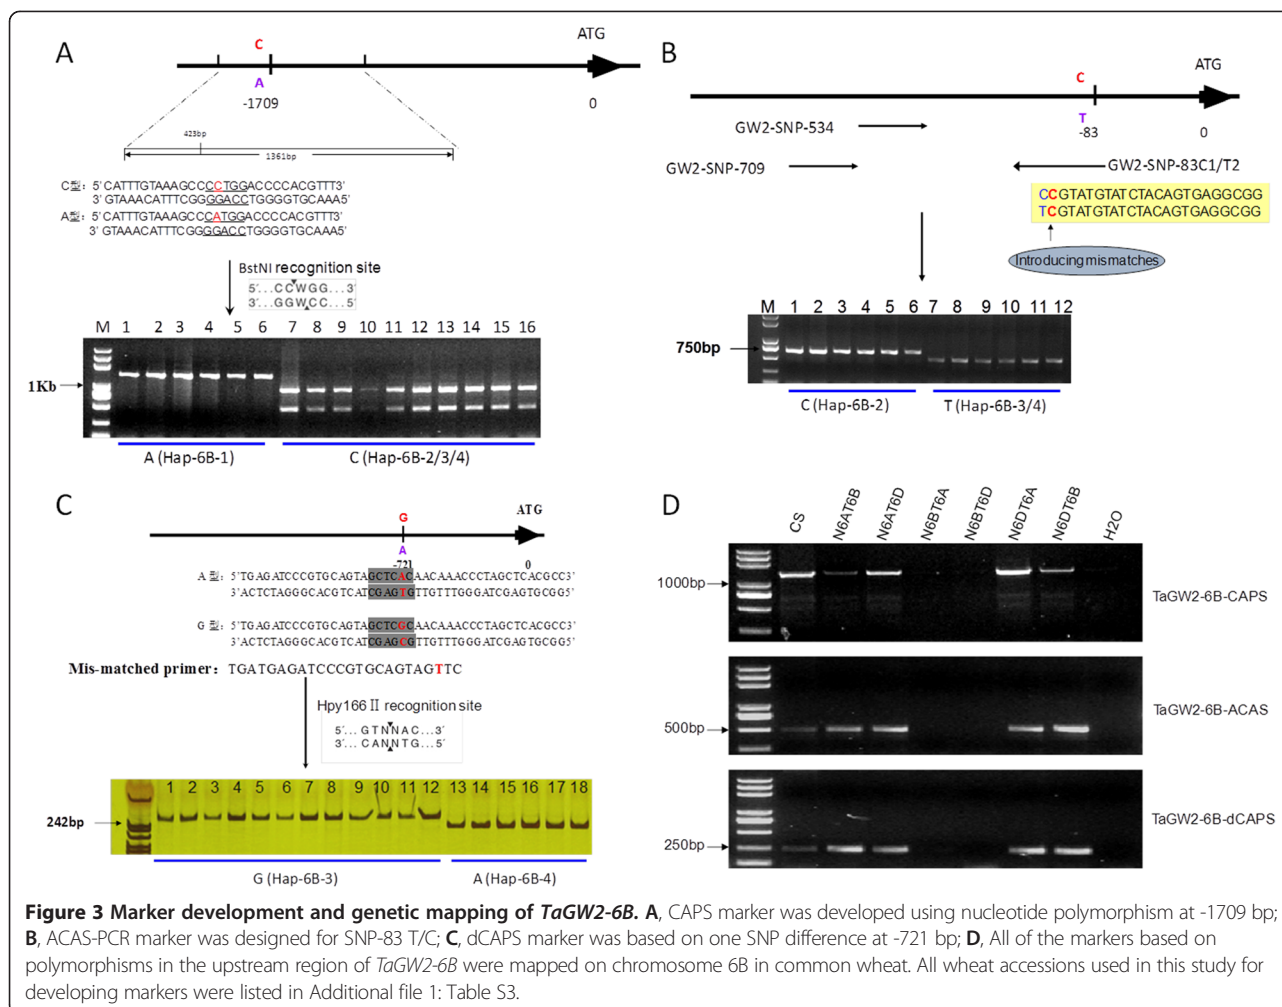 A
C
ATG
A
-1709
0
423bp
1361bp
C型: 5'CATTTGTAAAGCCCCTGGACCCCACGTTT3'
3'GTAAACATTTCGGGGACCTGGGGTGCAAA5'
A型: 5'CATTTGTAAAGCCCATGGACCCCACGTTT3'
3'GTAAACATTTCGGGGACCTGGGGTGCAAA5'
BstNI recognition site
5′...CCWGG...3′
3′...GGWCC...5′
M 1 2 3 4 5 6 7 8 9 10 11 12 13 14 15 16
1Kb
A (Hap-6B-1)
C (Hap-6B-2/3/4)
B
C
ATG
T
-83
0
GW2-SNP-534
GW2-SNP-709
GW2-SNP-83C1/T2
CCGTATGTATCTACAGTGAGGCGG
TCGTATGTATCTACAGTGAGGCGG
Introducing mismatches
M 1 2 3 4 5 6 7 8 9 10 11 12
750bp
C (Hap-6B-2)
T (Hap-6B-3/4)
C
G
ATG
A
-721
0
A 型: 5'TGAGATCCCGTGCAGTAGCTCACAACAAACCCTAGCTCACGCC3'
3'ACTCTAGGGCACGTCATCGAGTGTTGTTTGGGATCGAGTGCGG5'
G 型: 5'TGAGATCCCGTGCAGTAGCTCGCAACAAACCCTAGCTCACGCC3'
3'ACTCTAGGGCACGTCATCGAGCGTTGTTTGGGATCGAGTGCGG5'
Mis-matched primer: TGATGAGATCCCGTGCAGTAGTTC
Hpy166 II recognition site
5′... GTNNAC...3′
3′... CANNTG...5′
1 2 3 4 5 6 7 8 9 10 11 12 13 14 15 16 17 18
242bp
G (Hap-6B-3)
A (Hap-6B-4)
D
CS N6AT6B N6AT6D N6BT6A N6BT6D N6DT6A N6DT6B H2O
1000bp
TaGW2-6B-CAPS
500bp
TaGW2-6B-ACAS
250bp
TaGW2-6B-dCAPS
Figure 3 Marker development and genetic mapping of TaGW2-6B. A, CAPS marker was developed using nucleotide polymorphism at -1709 bp;
B, ACAS-PCR marker was designed for SNP-83 T/C; C, dCAPS marker was based on one SNP difference at -721 bp; D, All of the markers based on
polymorphisms in the upstream region of TaGW2-6B were mapped on chromosome 6B in common wheat. All wheat accessions used in this study for
developing markers were listed in Additional file 1: Table S3.